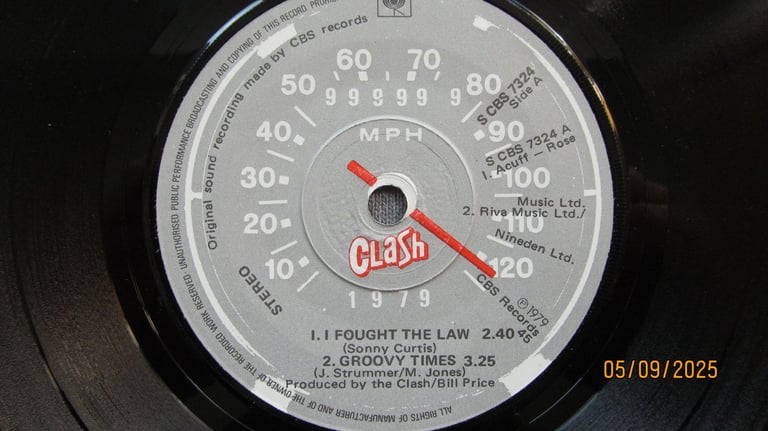 ALL RIGHTS OF MANUFACTURER AND OF THE OWNER OF THE RECORDED WORK RESERVED · UNAUTHORISED PUBLIC PERFORMANCE BROADCASTING AND COPYING OF THIS RECORD
Original sound recording made by CBS records
60 70
50 80
99999 9
40 MPH 90
30 100
20 110
10 120
STEREO
S CBS 7324
Side A
S CBS 7324 A
1. Acuff – Rose
Music Ltd.
2. Riva Music Ltd./
Nineden Ltd.
CLASH
1979
CBS Records
℗ 1979
45
1. I FOUGHT THE LAW 2.40
(Sonny Curtis)
2. GROOVY TIMES 3.25
(J. Strummer/M. Jones)
Produced by the Clash/Bill Price
05/09/2025